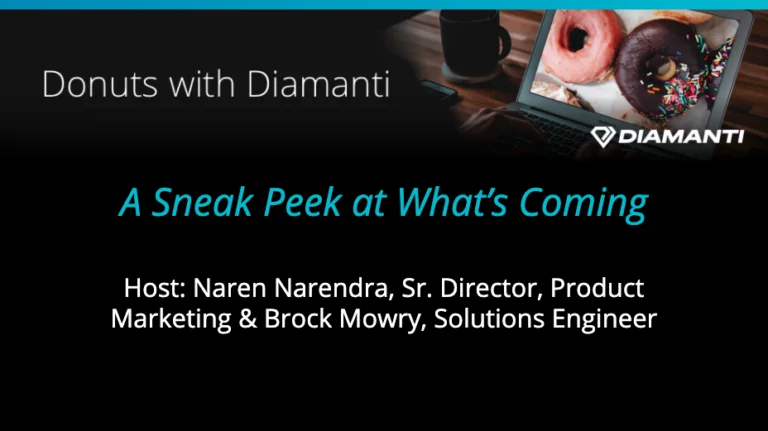 Donuts with Diamanti
DIAMANTI
A Sneak Peek at What's Coming
Host: Naren Narendra, Sr. Director, Product
Marketing & Brock Mowry, Solutions Engineer